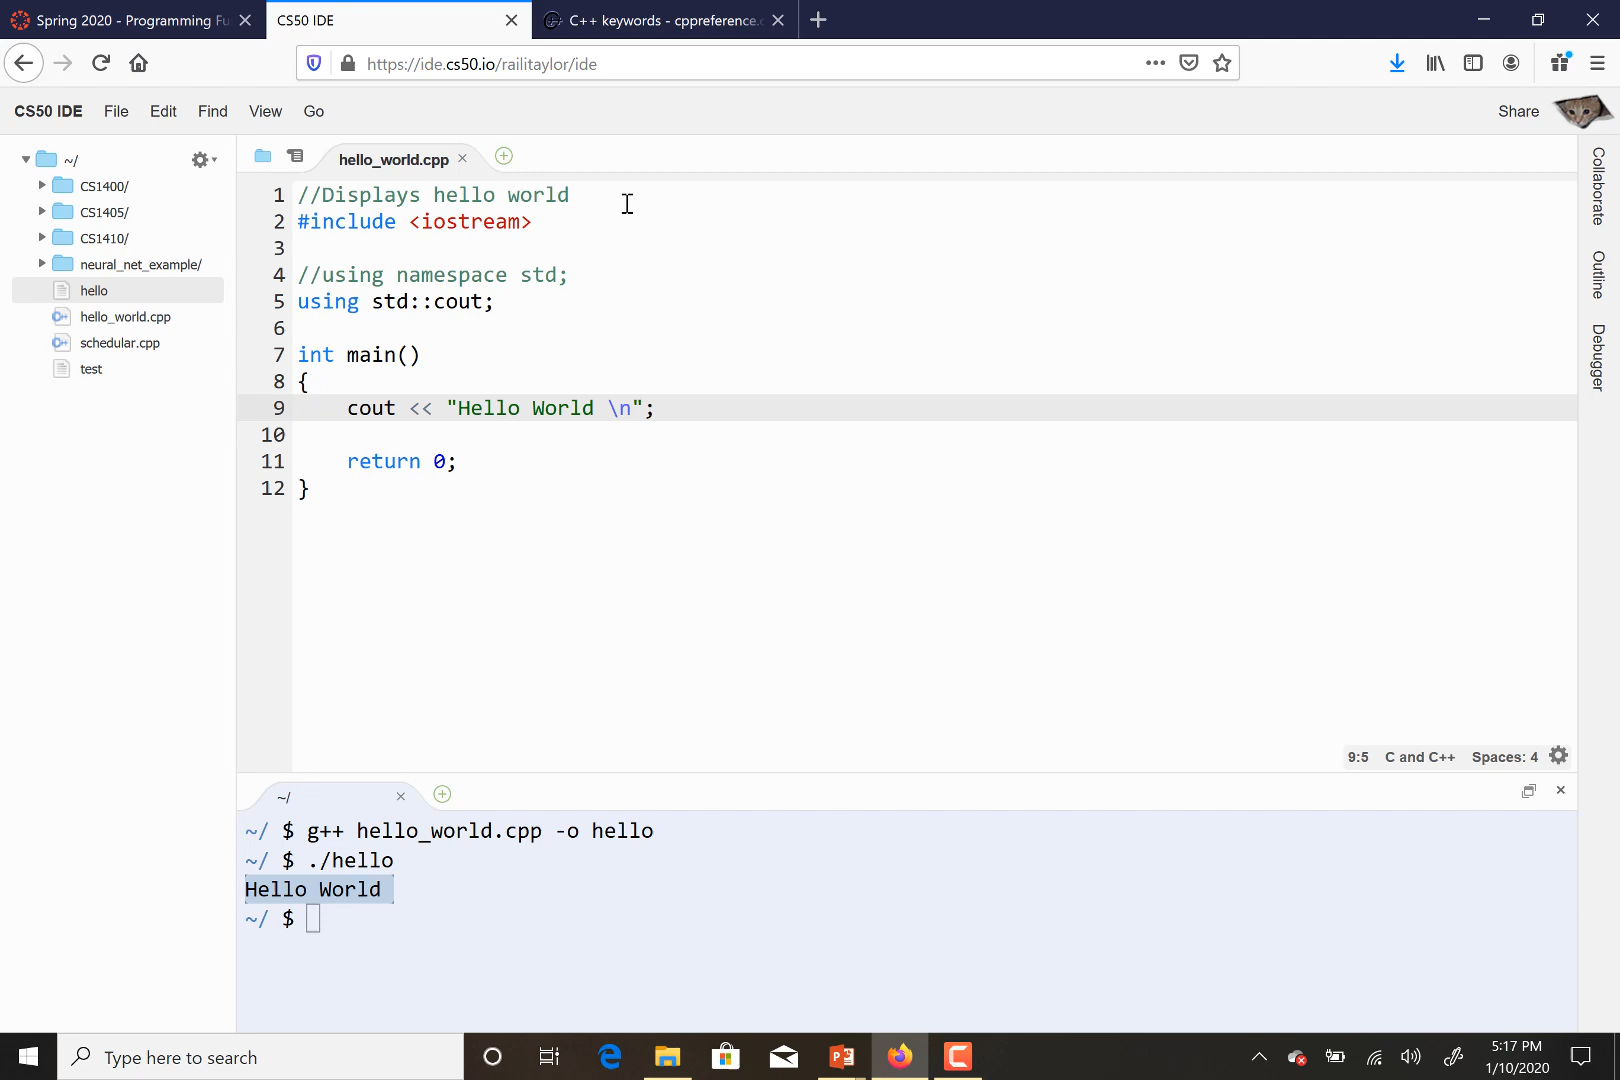 Spring 2020 - Programming Fu
CS50 IDE
C++ keywords - cppreference.c
https://ide.cs50.io/railitaylor/ide
CS50 IDE File Edit Find View Go
Share
~/
CS1400/
CS1405/
CS1410/
neural_net_example/
hello
hello_world.cpp
schedular.cpp
test
hello_world.cpp
1 //Displays hello world
2 #include <iostream>
3
4 //using namespace std;
5 using std::cout;
6
7 int main()
8 {
9     cout << "Hello World \n";
10
11     return 0;
12 }
Collaborate
Outline
Debugger
9:5 C and C++ Spaces: 4
~/
~/ $ g++ hello_world.cpp -o hello
~/ $ ./hello
Hello World
~/ $
Type here to search
5:17 PM
1/10/2020